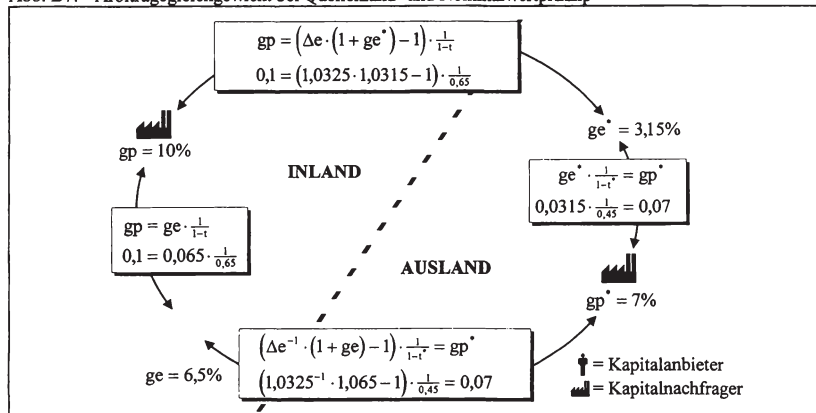 gp = (Δe · (1 + ge*) – 1) · 1/(1-t)
0,1 = (1,0325 · 1,0315 – 1) · 1/0,65
gp = 10%
ge* = 3,15%
INLAND
ge* · 1/(1-t*) = gp*
0,0315 · 1/0,45 = 0,07
gp = ge · 1/(1-t)
0,1 = 0,065 · 1/0,65
AUSLAND
gp* = 7%
(Δe⁻¹ · (1 + ge) – 1) · 1/(1-t*) = gp*
(1,0325⁻¹ · 1,065 – 1) · 1/0,45 = 0,07
ge = 6,5%
= Kapitalanbieter
= Kapitalnachfrager